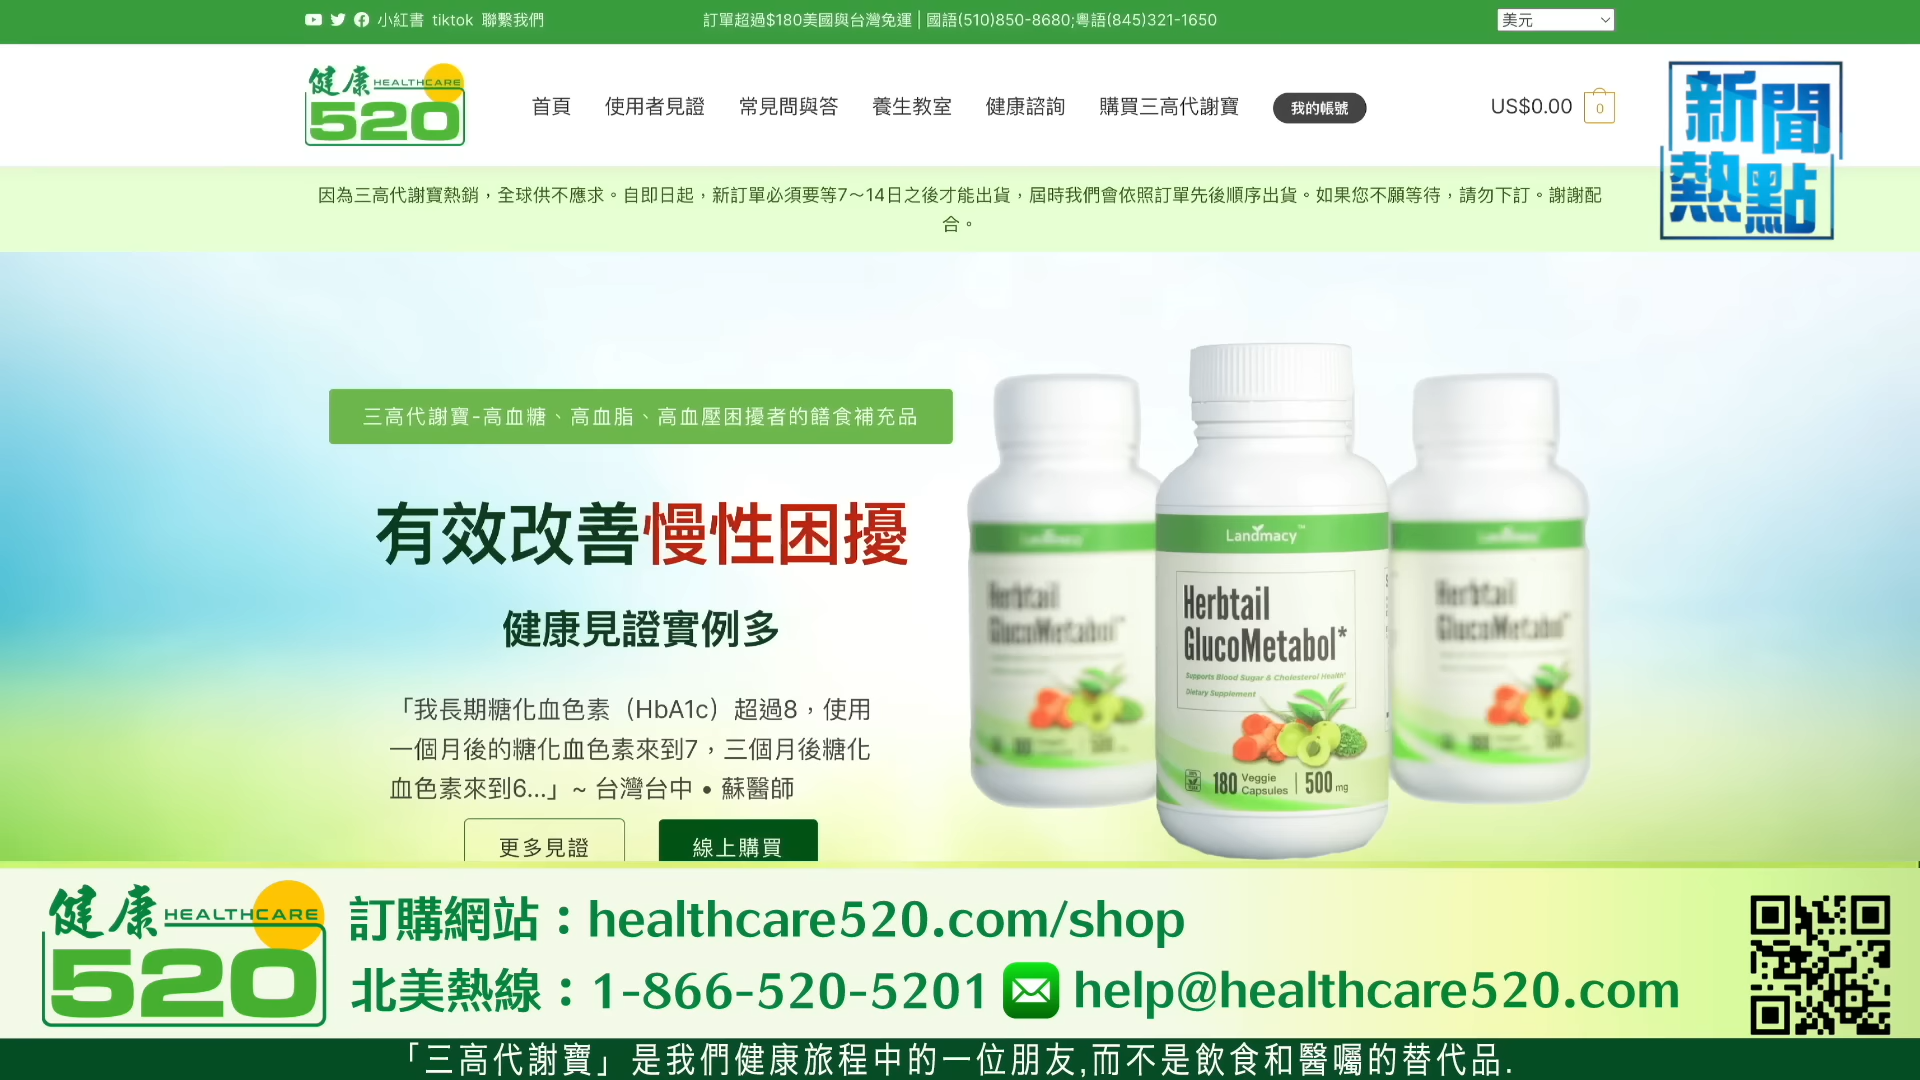 小紅書 tiktok 聯繫我們
訂單超過$180美國與台灣免運 | 國語(510)850-8680;粵語(845)321-1650
美元
健康 HEALTHCARE
520
首頁 使用者見證 常見問與答 養生教室 健康諮詢 購買三高代謝寶 我的帳號
US$0.00 0
新聞
熱點
因為三高代謝寶熱銷，全球供不應求。自即日起，新訂單必須要等7～14日之後才能出貨，屆時我們會依照訂單先後順序出貨。如果您不願等待，請勿下訂。謝謝配
合。
三高代謝寶-高血糖、高血脂、高血壓困擾者的饍食補充品
有效改善慢性困擾
健康見證實例多
「我長期糖化血色素（HbA1c）超過8，使用
一個月後的糖化血色素來到7，三個月後糖化
血色素來到6...」~ 台灣台中 • 蘇醫師
更多見證 線上購買
Landmacy™
Herbtail
GlucoMetabol*
Supports Blood Sugar & Cholesterol Health*
Dietary Supplement
180 Veggie Capsules | 500 mg
Herbtail
GlucoMetabol
Herbtail
GlucoMetabol
健康 HEALTHCARE
520
訂購網站：healthcare520.com/shop
北美熱線：1-866-520-5201 help@healthcare520.com
「三高代謝寶」是我們健康旅程中的一位朋友,而不是飲食和醫囑的替代品.